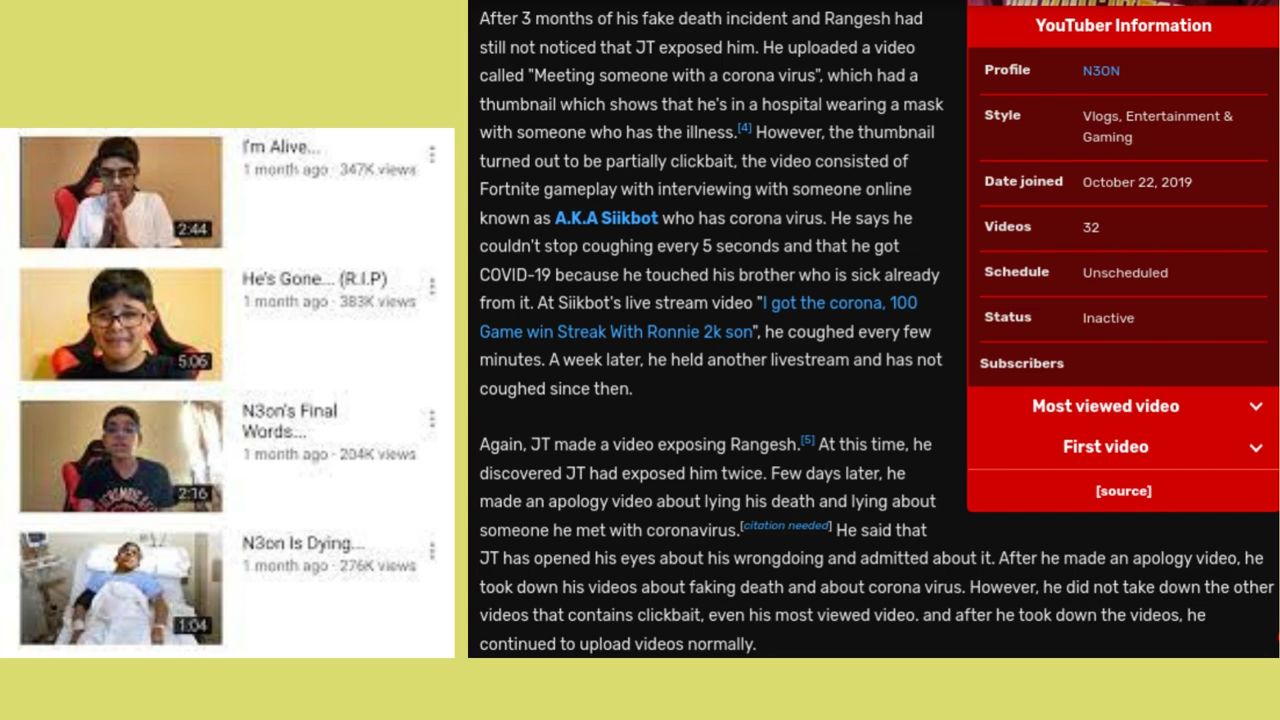 I'm Alive...
1 month ago · 347K views
2:44
He's Gone... (R.I.P)
1 month ago · 383K views
5:06
N3on's Final
Words...
1 month ago · 204K views
2:16
N3on Is Dying...
1 month ago · 276K views
1:04
After 3 months of his fake death incident and Rangesh had
still not noticed that JT exposed him. He uploaded a video
called "Meeting someone with a corona virus", which had a
thumbnail which shows that he's in a hospital wearing a mask
with someone who has the illness.[4] However, the thumbnail
turned out to be partially clickbait, the video consisted of
Fortnite gameplay with interviewing with someone online
known as A.K.A Siikbot who has corona virus. He says he
couldn't stop coughing every 5 seconds and that he got
COVID-19 because he touched his brother who is sick already
from it. At Siikbot's live stream video "I got the corona, 100
Game win Streak With Ronnie 2k son", he coughed every few
minutes. A week later, he held another livestream and has not
coughed since then.
Again, JT made a video exposing Rangesh.[5] At this time, he
discovered JT had exposed him twice. Few days later, he
made an apology video about lying his death and lying about
someone he met with coronavirus.[citation needed] He said that
JT has opened his eyes about his wrongdoing and admitted about it. After he made an apology video, he
took down his videos about faking death and about corona virus. However, he did not take down the other
videos that contains clickbait, even his most viewed video. and after he took down the videos, he
continued to upload videos normally.
YouTuber Information
Profile N3ON
Style Vlogs, Entertainment &
Gaming
Date joined October 22, 2019
Videos 32
Schedule Unscheduled
Status Inactive
Subscribers
Most viewed video
First video
[source]